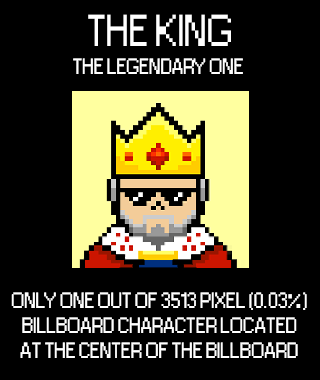 THE KING
THE LEGENDARY ONE
ONLY ONE OUT OF 3513 PIXEL (0.03%)
BILLBOARD CHARACTER LOCATED
AT THE CENTER OF THE BILLBOARD